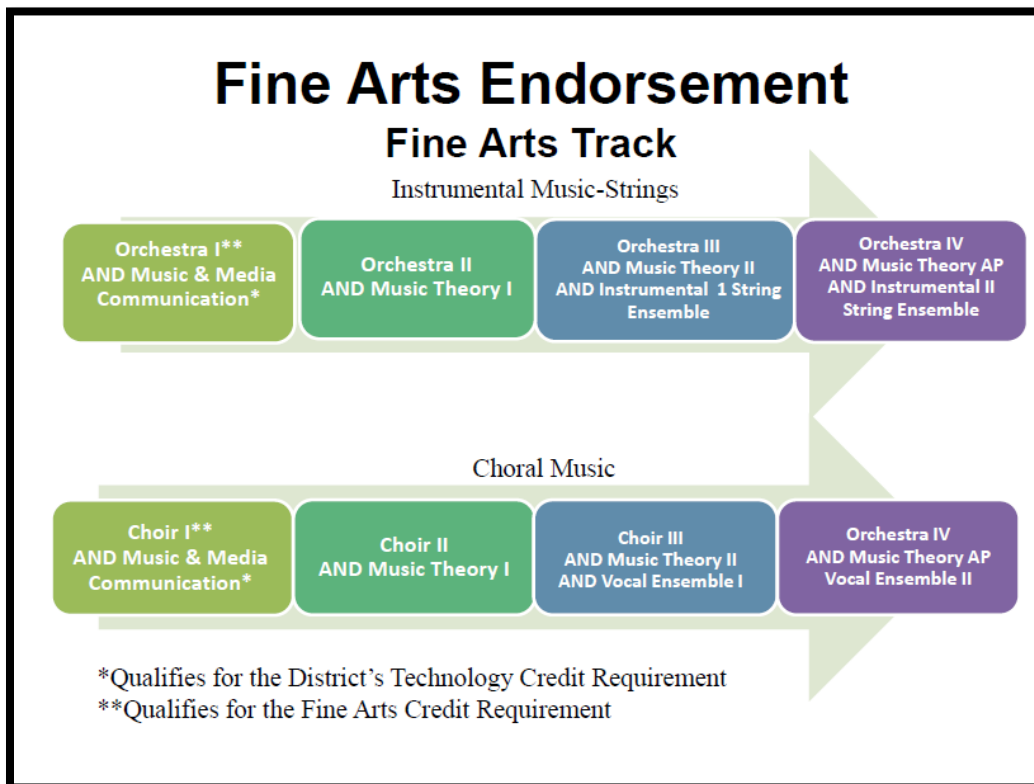 Fine Arts Endorsement
Fine Arts Track
Instrumental Music-Strings
Orchestra I**
AND Music & Media
Communication*
Orchestra II
AND Music Theory I
Orchestra III
AND Music Theory II
AND Instrumental 1 String
Ensemble
Orchestra IV
AND Music Theory AP
AND Instrumental II
String Ensemble
Choral Music
Choir I**
AND Music & Media
Communication*
Choir II
AND Music Theory I
Choir III
AND Music Theory II
AND Vocal Ensemble I
Orchestra IV
AND Music Theory AP
Vocal Ensemble II
*Qualifies for the District's Technology Credit Requirement
**Qualifies for the Fine Arts Credit Requirement